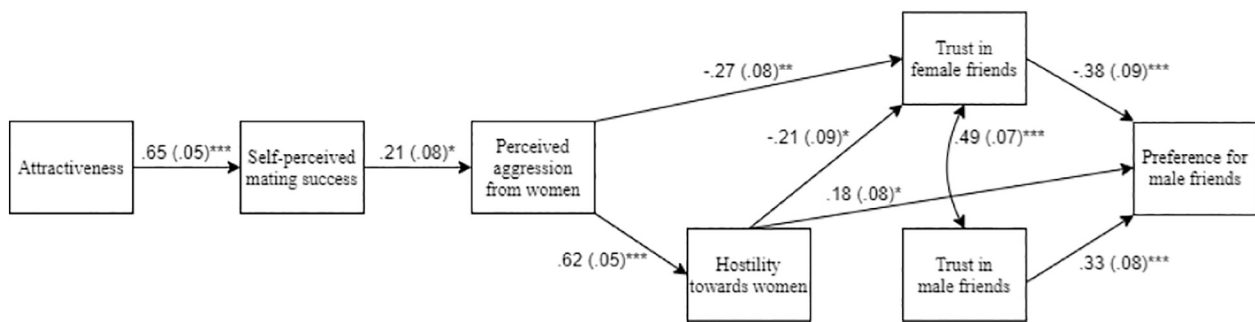 Trust in
female friends
-.27 (.08)**
-.38 (.09)***
Attractiveness
.65 (.05)***
Self-perceived
mating success
.21 (.08)*
Perceived
aggression
from women
-.21 (.09)*
.49 (.07)***
Preference for
male friends
.18 (.08)*
.62 (.05)***
Hostility
towards women
Trust in
male friends
.33 (.08)***